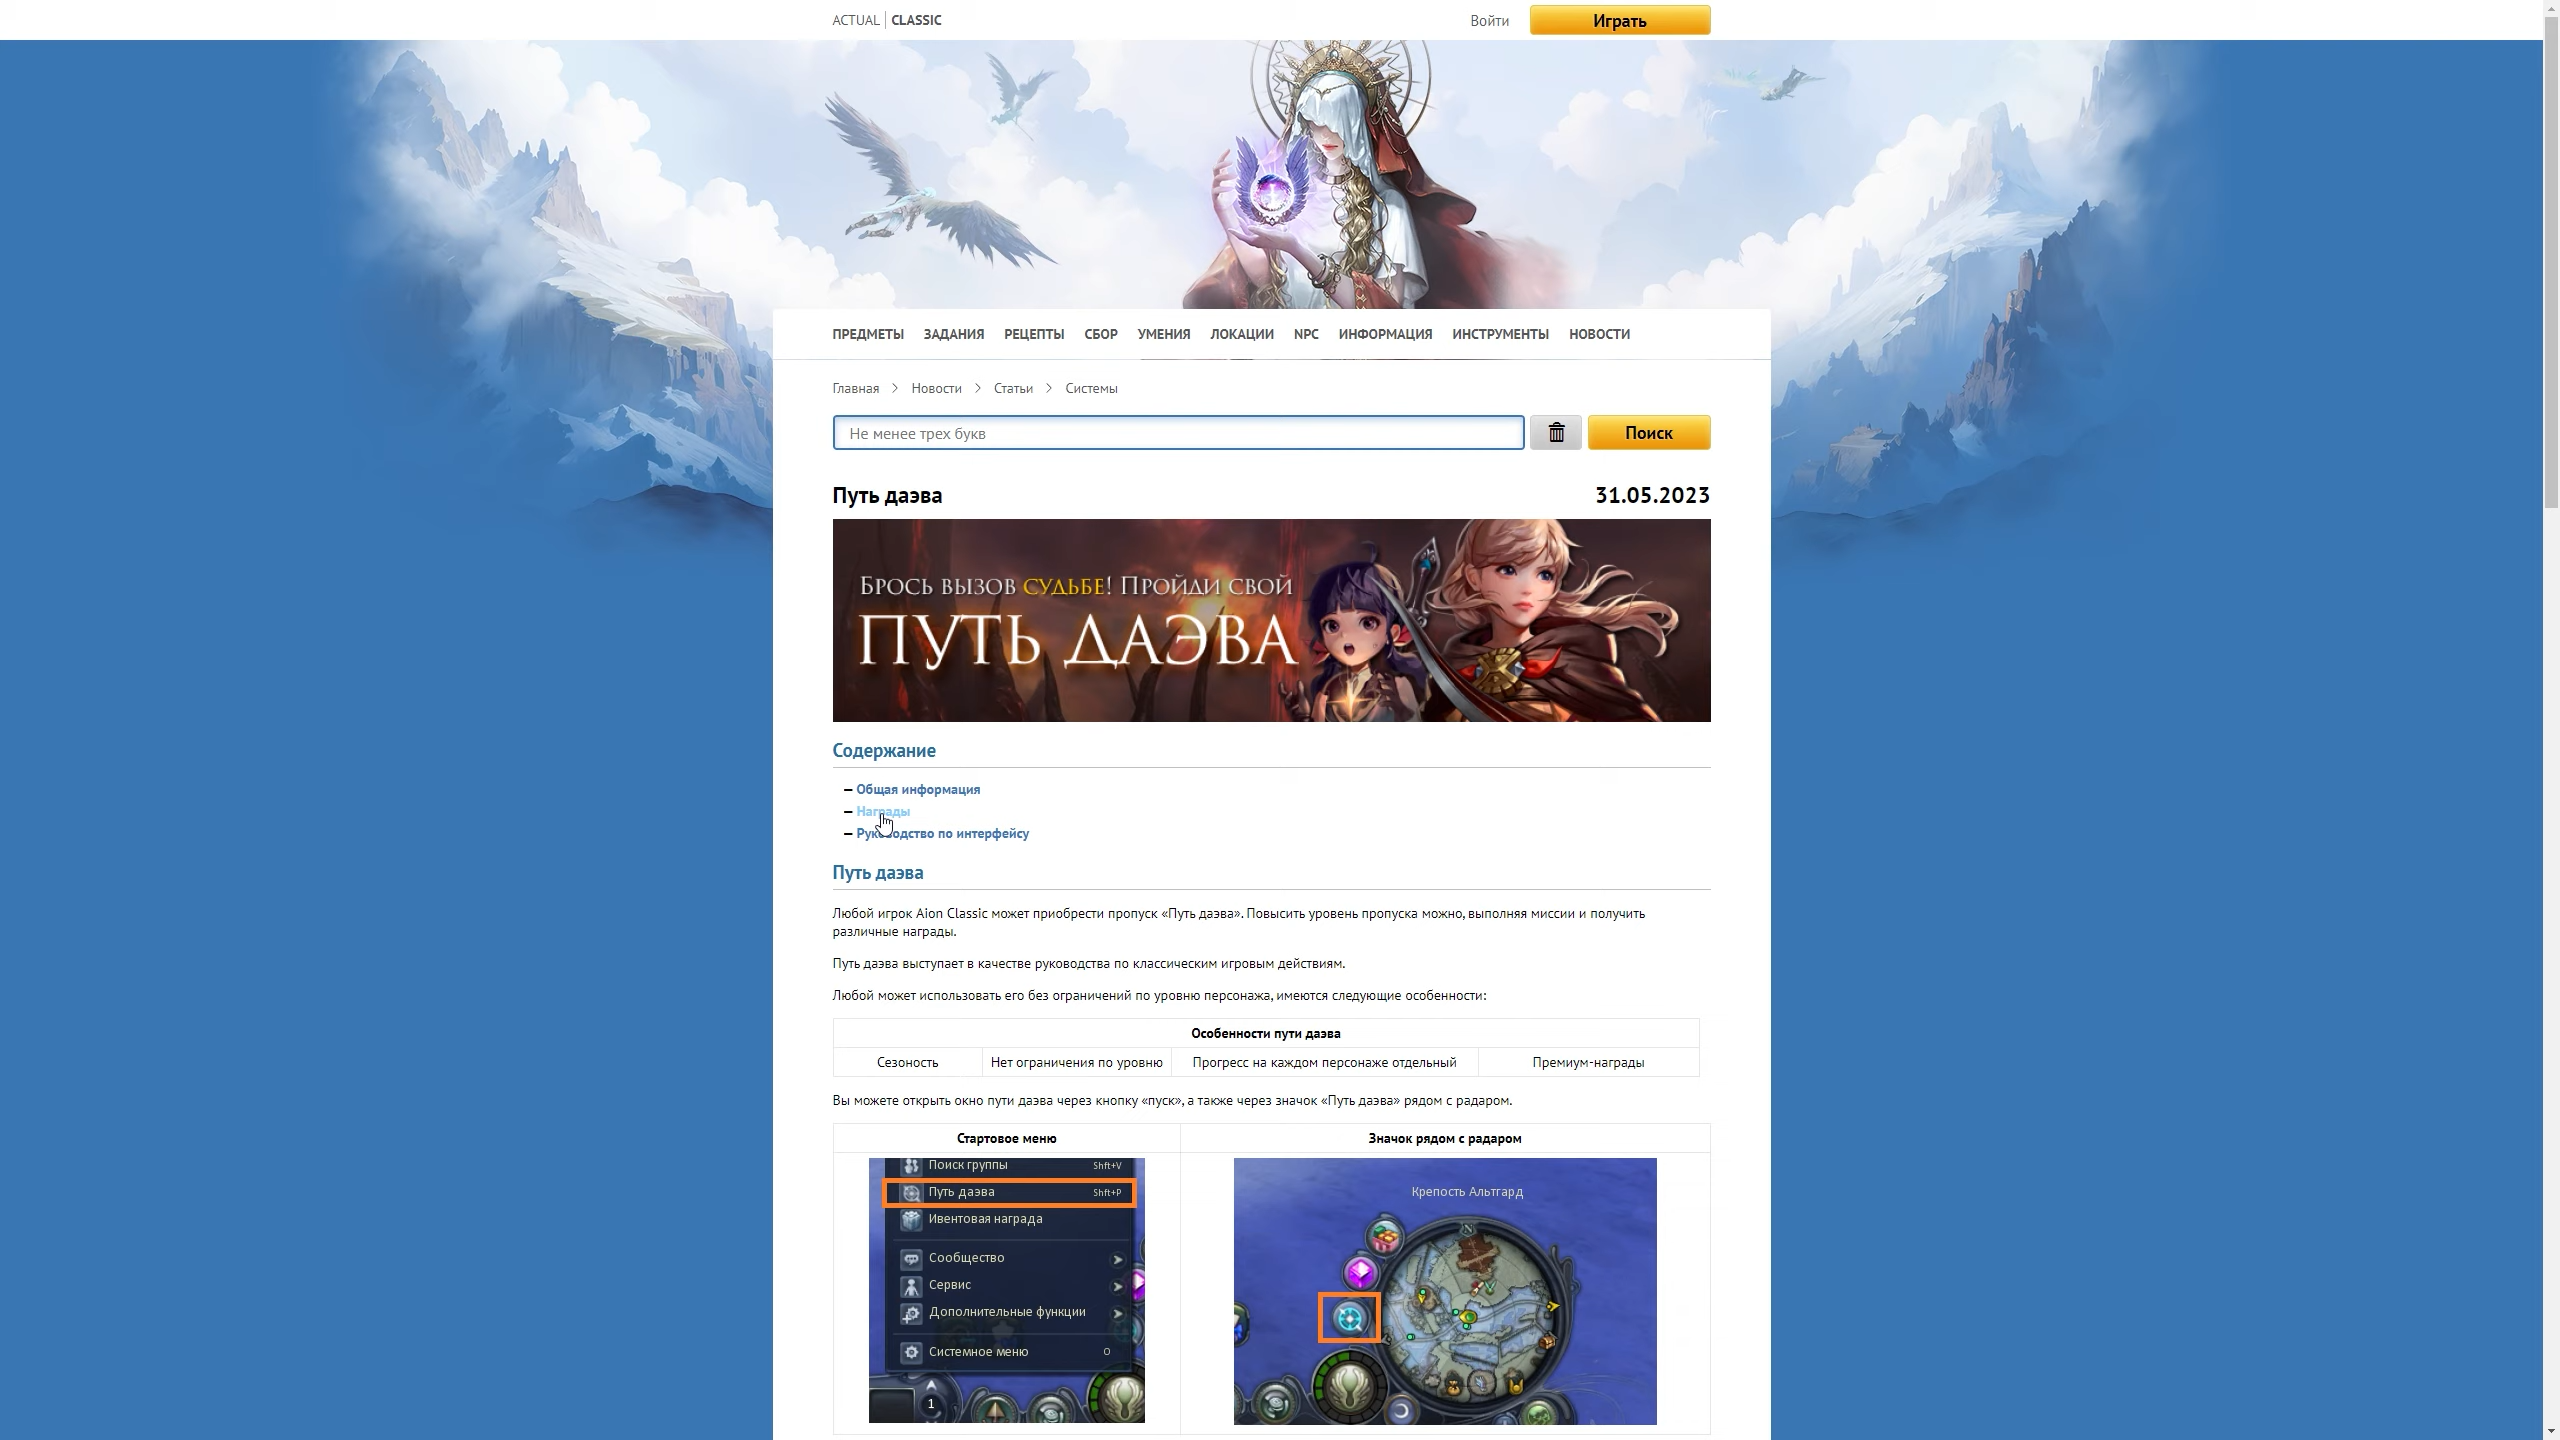 ACTUAL CLASSIC Войти Играть
ПРЕДМЕТЫ ЗАДАНИЯ РЕЦЕПТЫ СБОР УМЕНИЯ ЛОКАЦИИ NPC ИНФОРМАЦИЯ ИНСТРУМЕНТЫ НОВОСТИ
Главная > Новости > Статьи > Системы
Не менее трех букв Поиск
Путь даэва 31.05.2023
Брось вызов судьбе! Пройди свой
ПУТЬ ДАЭВА
Содержание
– Общая информация
– Награды
– Руководство по интерфейсу
Путь даэва
Любой игрок Aion Classic может приобрести пропуск «Путь даэва». Повысить уровень пропуска можно, выполняя миссии и получить
различные награды.
Путь даэва выступает в качестве руководства по классическим игровым действиям.
Любой может использовать его без ограничений по уровню персонажа, имеются следующие особенности:
Особенности пути даэва
Сезоность Нет ограничения по уровню Прогресс на каждом персонаже отдельный Премиум-награды
Вы можете открыть окно пути даэва через кнопку «пуск», а также через значок «Путь даэва» рядом с радаром.
Стартовое меню Значок рядом с радаром
Поиск группы Shft+V
Путь даэва Shft+P
Ивентовая награда
Сообщество
Сервис
Дополнительные функции
Системное меню O
1
Крепость Альтгард
N